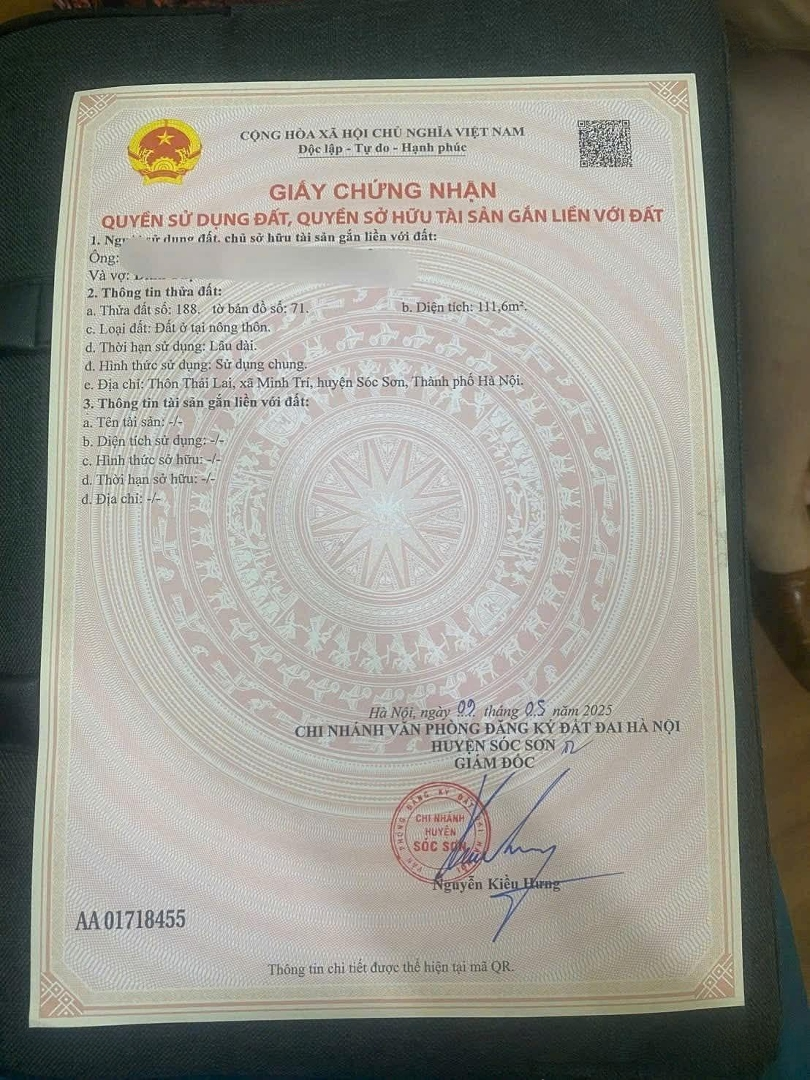 CỘNG HÒA XÃ HỘI CHỦ NGHĨA VIỆT NAM
Độc lập - Tự do - Hạnh phúc
GIẤY CHỨNG NHẬN
QUYỀN SỬ DỤNG ĐẤT, QUYỀN SỞ HỮU TÀI SẢN GẮN LIỀN VỚI ĐẤT
1. đất, chủ sở hữu tài sản gắn liền với đất:
Ông:
Và vợ:
2. Thông tin thửa đất:
a. Thửa đất số: 188. tờ bản đồ số: 71. b. Diện tích: 111,6m².
c. Loại đất: Đất ở tại nông thôn.
d. Thời hạn sử dụng: Lâu dài.
đ. Hình thức sử dụng: Sử dụng chung.
e. Địa chỉ: Thôn Thái Lai, xã Minh Trí, huyện Sóc Sơn, Thành phố Hà Nội.
3. Thông tin tài sản gắn liền với đất:
a. Tên tài sản: -/-
b. Diện tích sử dụng: -/-
c. Hình thức sở hữu: -/-
d. Thời hạn sở hữu: -/-
đ. Địa chỉ: -/-
Hà Nội, ngày tháng 05 năm 2025
CHI NHÁNH VĂN PHÒNG ĐĂNG KÝ ĐẤT ĐAI HÀ NỘI
HUYỆN SÓC SƠN
GIÁM ĐỐC
CHI NHÁNH
HUYỆN
SÓC SƠN
Nguyễn Kiều Hưng
AA 01718455
Thông tin chi tiết được thể hiện tại mã QR.